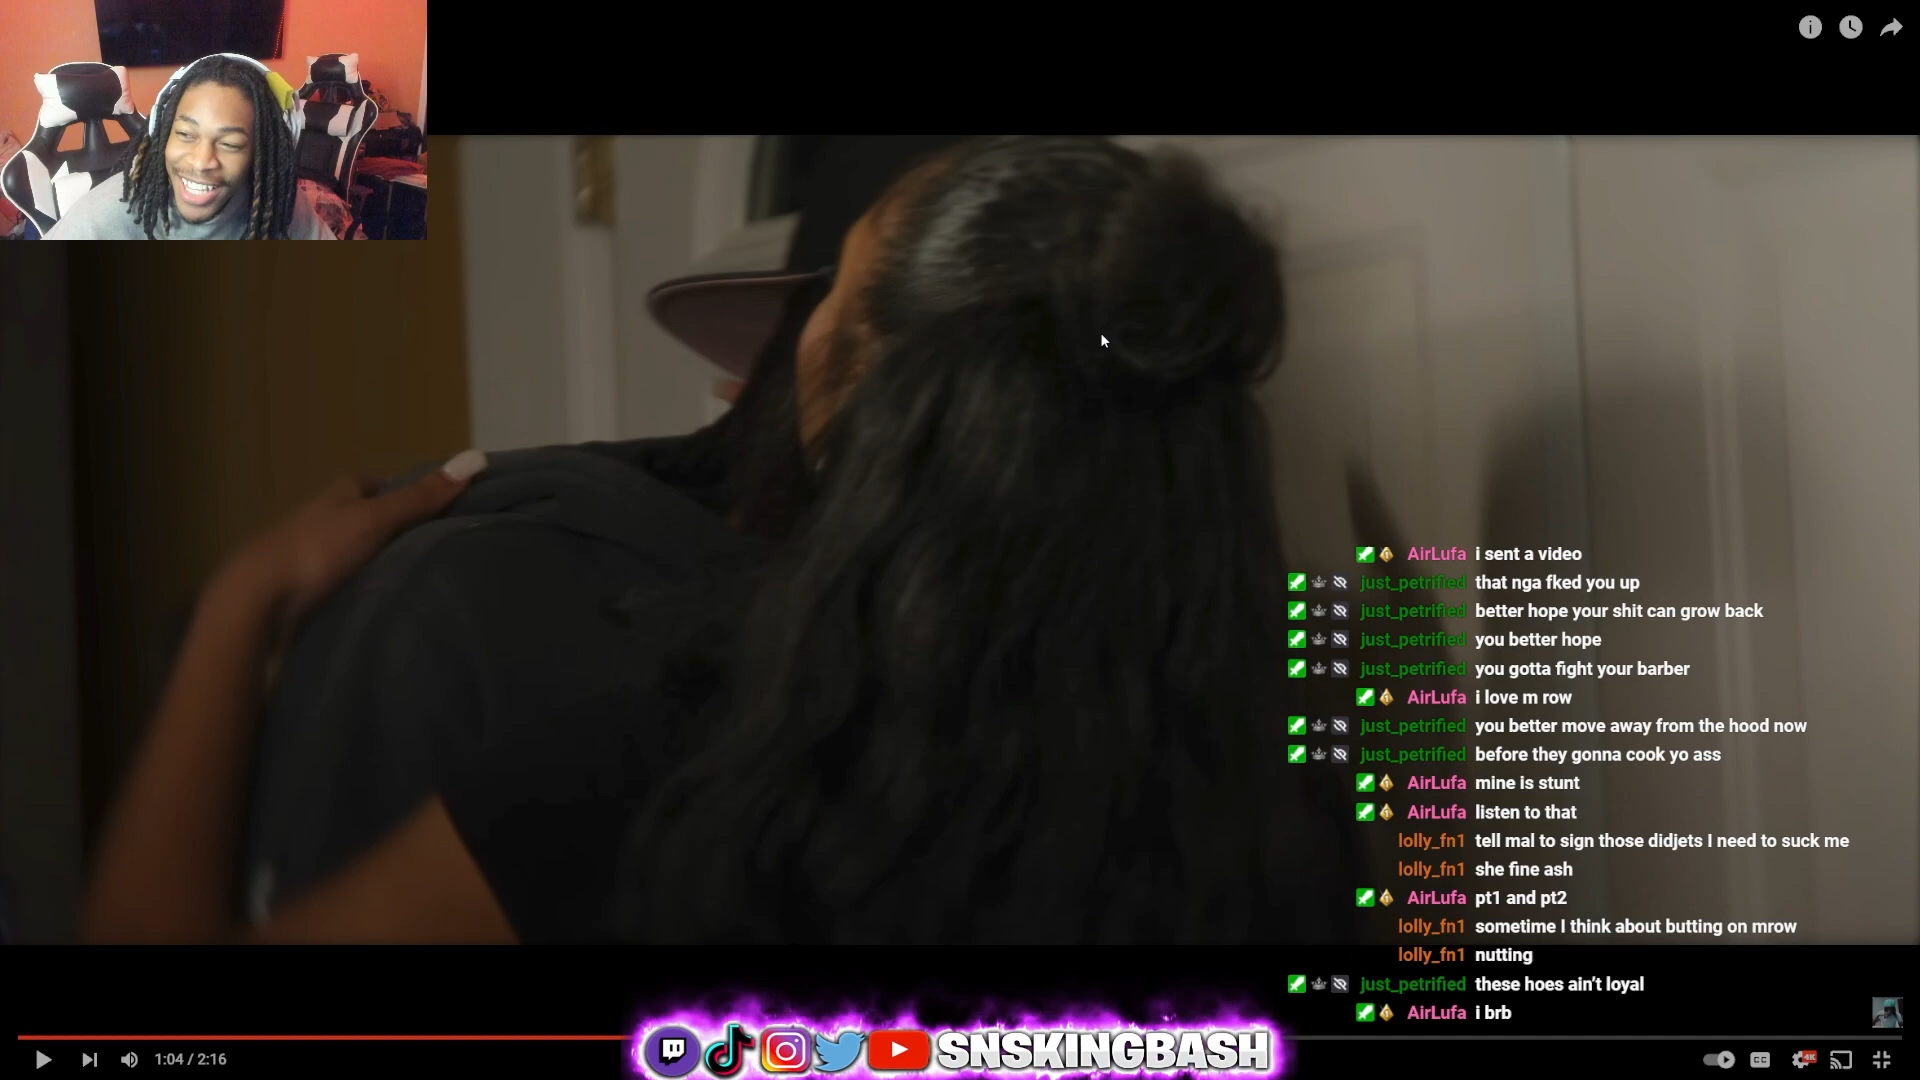 AirLufa i sent a video
just_petrified that nga fked you up
just_petrified better hope your shit can grow back
just_petrified you better hope
just_petrified you gotta fight your barber
AirLufa i love m row
just_petrified you better move away from the hood now
just_petrified before they gonna cook yo ass
AirLufa mine is stunt
AirLufa listen to that
lolly_fn1 tell mal to sign those didjets I need to suck me
lolly_fn1 she fine ash
AirLufa pt1 and pt2
lolly_fn1 sometime I think about butting on mrow
lolly_fn1 nutting
just_petrified these hoes ain’t loyal
AirLufa i brb
1:04 / 2:16
SNSKINGBASH
CC
4K